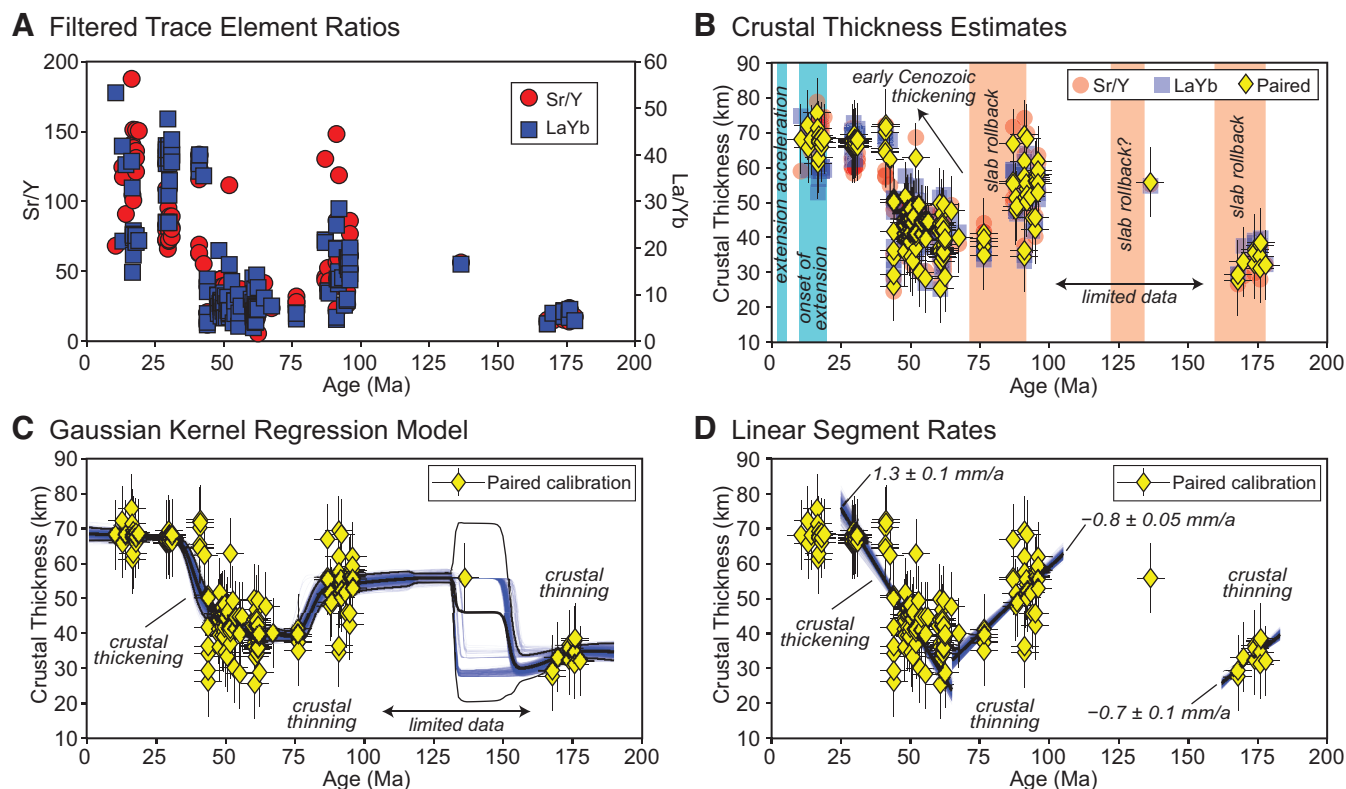 A Filtered Trace Element Ratios
200
150
100
50
0
Sr/Y
60
50
40
30
20
10
0
La/Yb
Sr/Y
LaYb
0 25 50 75 100 125 150 175 200
Age (Ma)
B Crustal Thickness Estimates
90
80
70
60
50
40
30
20
10
Crustal Thickness (km)
Sr/Y LaYb Paired
extension acceleration
onset of
extension
early Cenozoic
thickening
slab rollback
slab rollback?
slab rollback
limited data
0 25 50 75 100 125 150 175 200
Age (Ma)
C Gaussian Kernel Regression Model
90
80
70
60
50
40
30
20
10
Crustal Thickness (km)
Paired calibration
crustal
thickening
crustal
thinning
crustal
thinning
limited data
0 25 50 75 100 125 150 175 200
Age (Ma)
D Linear Segment Rates
90
80
70
60
50
40
30
20
10
Crustal Thickness (km)
Paired calibration
1.3 ± 0.1 mm/a
−0.8 ± 0.05 mm/a
crustal
thinning
crustal
thickening
crustal
thinning
−0.7 ± 0.1 mm/a
0 25 50 75 100 125 150 175 200
Age (Ma)